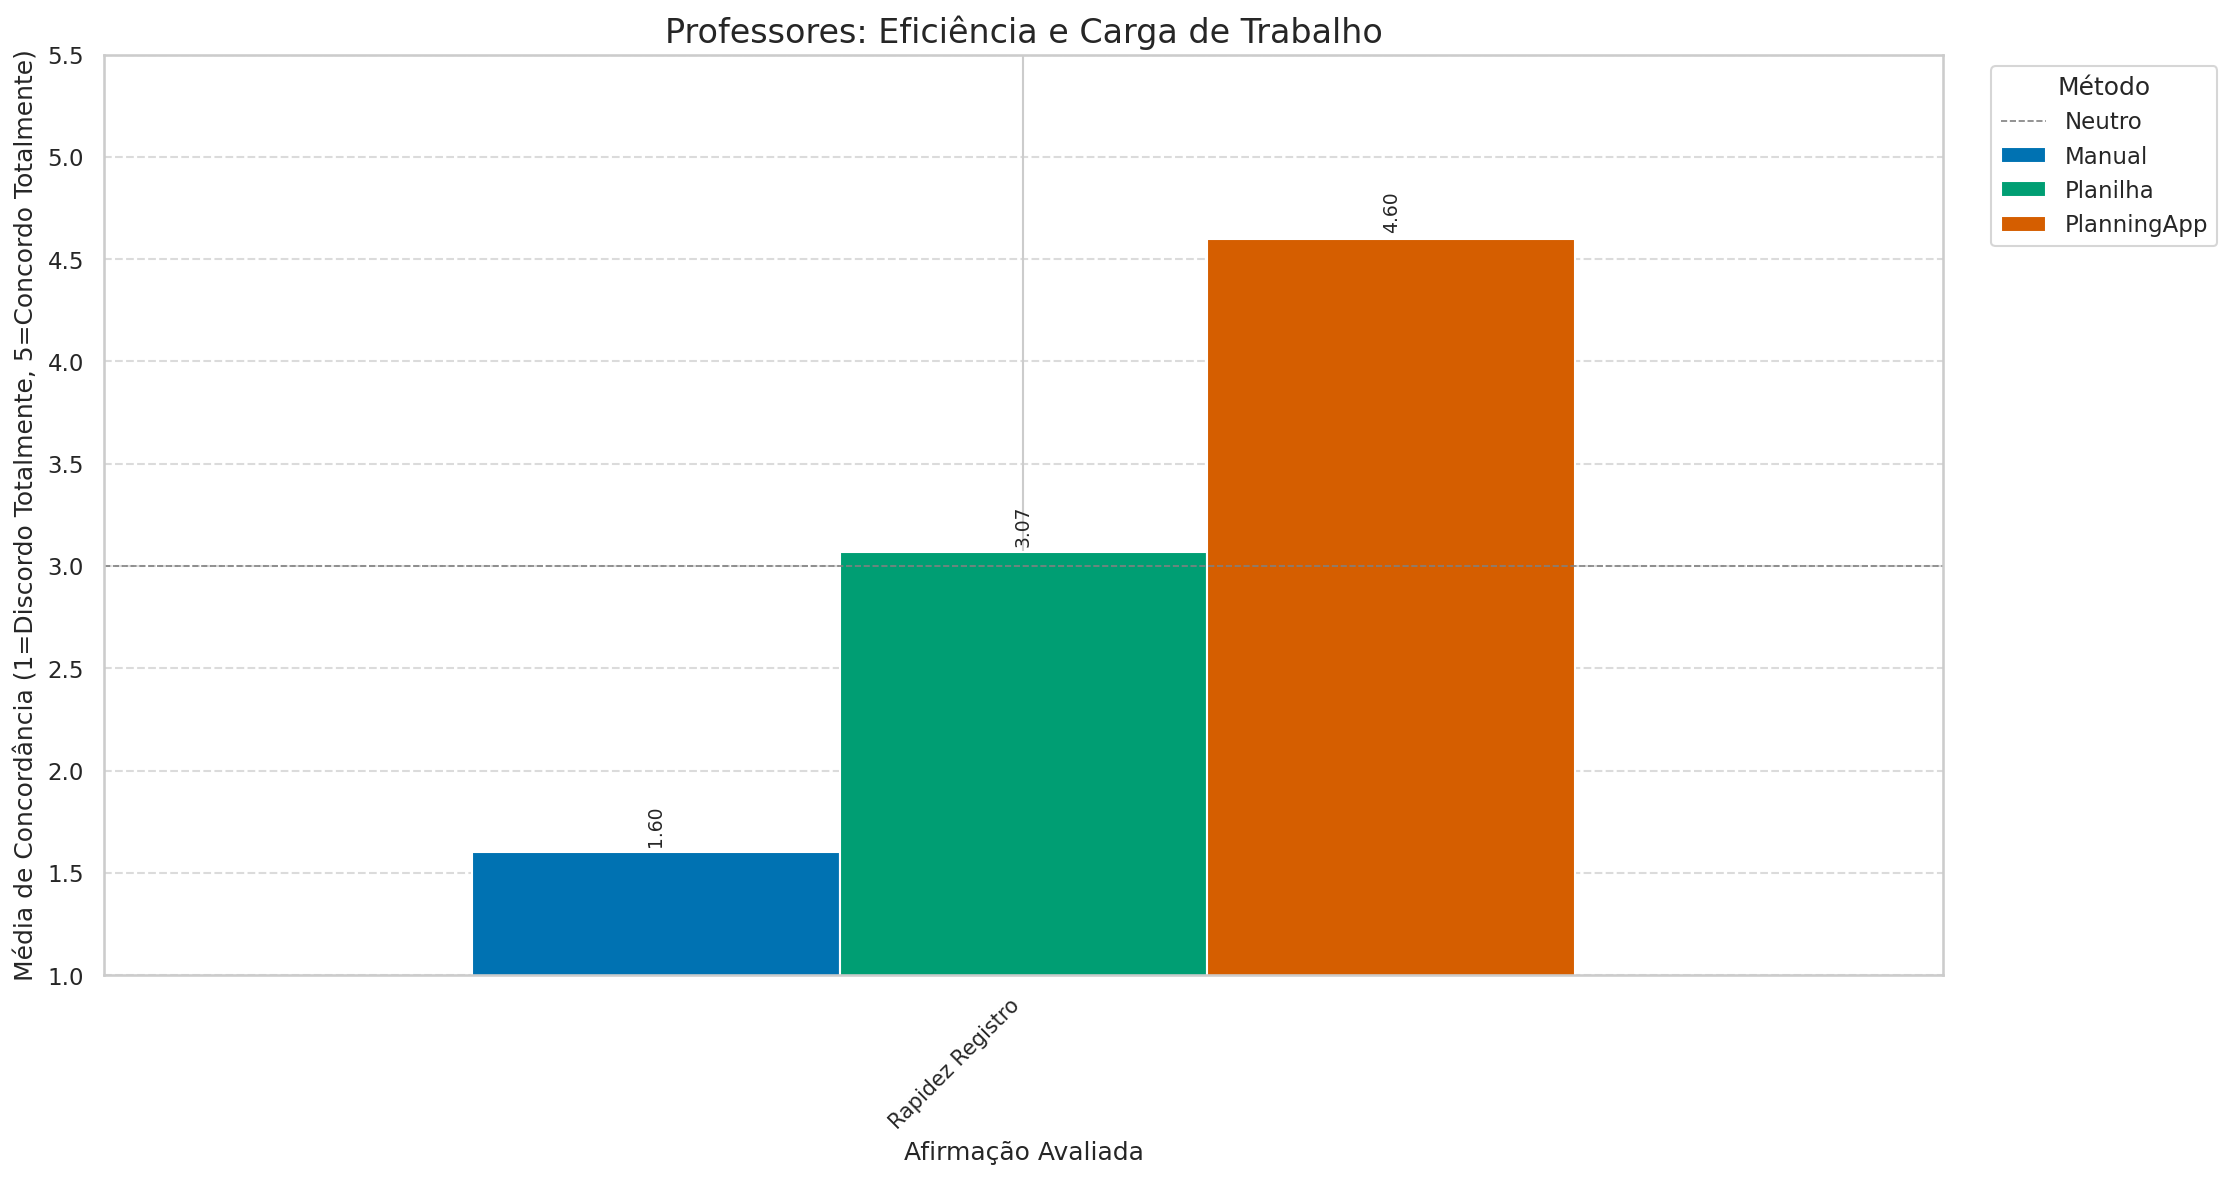 Professores: Eficiência e Carga de Trabalho
Média de Concordância (1=Discordo Totalmente, 5=Concordo Totalmente)
5.5
5.0
4.5
4.0
3.5
3.0
2.5
2.0
1.5
1.0
1.60
3.07
4.60
Rapidez Registro
Afirmação Avaliada
Método
Neutro
Manual
Planilha
PlanningApp